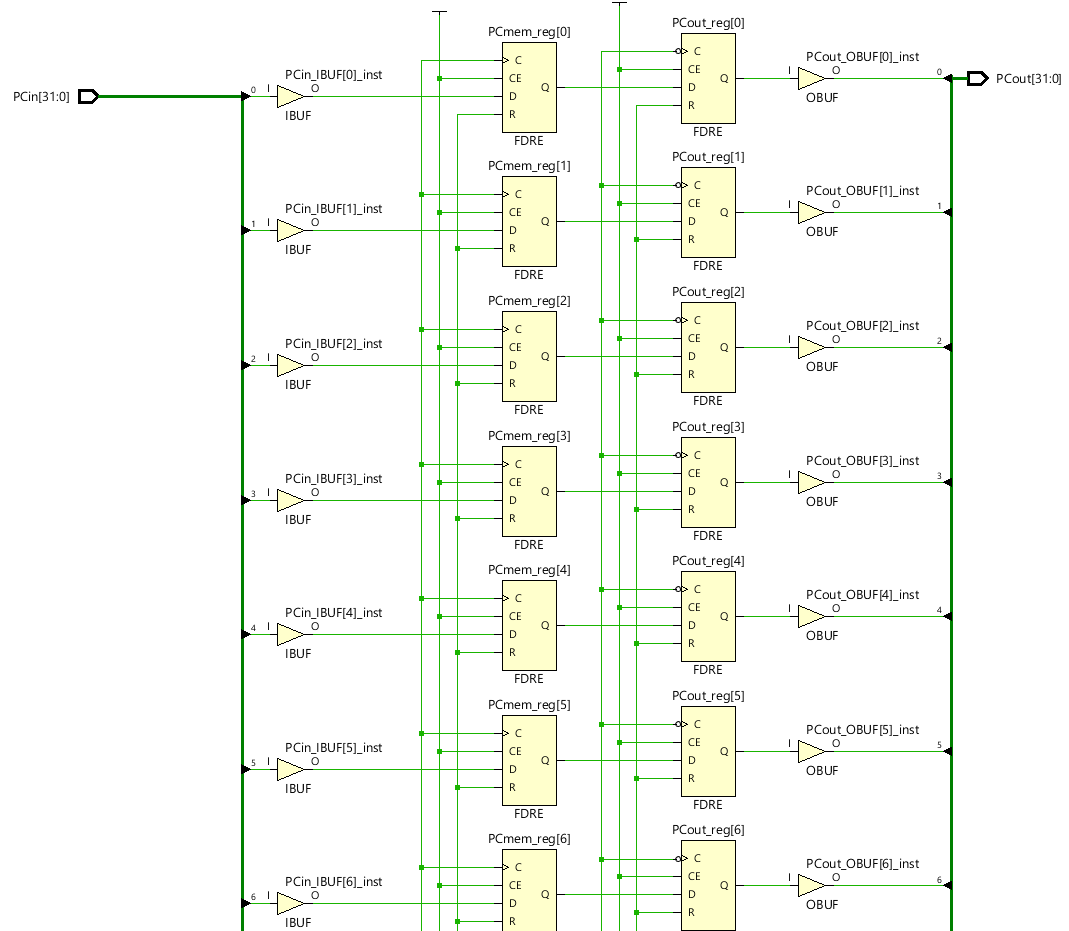 PCin[31:0]
PCout[31:0]
PCin_IBUF[0]_inst
0 I O
IBUF
PCmem_reg[0]
C
CE
D
R
Q
FDRE
PCout_reg[0]
C
CE
D
R
Q
FDRE
PCout_OBUF[0]_inst
I O 0
OBUF
PCin_IBUF[1]_inst
1 I O
IBUF
PCmem_reg[1]
C
CE
D
R
Q
FDRE
PCout_reg[1]
C
CE
D
R
Q
FDRE
PCout_OBUF[1]_inst
I O 1
OBUF
PCin_IBUF[2]_inst
2 I O
IBUF
PCmem_reg[2]
C
CE
D
R
Q
FDRE
PCout_reg[2]
C
CE
D
R
Q
FDRE
PCout_OBUF[2]_inst
I O 2
OBUF
PCin_IBUF[3]_inst
3 I O
IBUF
PCmem_reg[3]
C
CE
D
R
Q
FDRE
PCout_reg[3]
C
CE
D
R
Q
FDRE
PCout_OBUF[3]_inst
I O 3
OBUF
PCin_IBUF[4]_inst
4 I O
IBUF
PCmem_reg[4]
C
CE
D
R
Q
FDRE
PCout_reg[4]
C
CE
D
R
Q
FDRE
PCout_OBUF[4]_inst
I O 4
OBUF
PCin_IBUF[5]_inst
5 I O
IBUF
PCmem_reg[5]
C
CE
D
R
Q
FDRE
PCout_reg[5]
C
CE
D
R
Q
FDRE
PCout_OBUF[5]_inst
I O 5
OBUF
PCin_IBUF[6]_inst
6 I O
IBUF
PCmem_reg[6]
C
CE
D
R
Q
PCout_reg[6]
C
CE
D
R
Q
PCout_OBUF[6]_inst
I O 6
OBUF